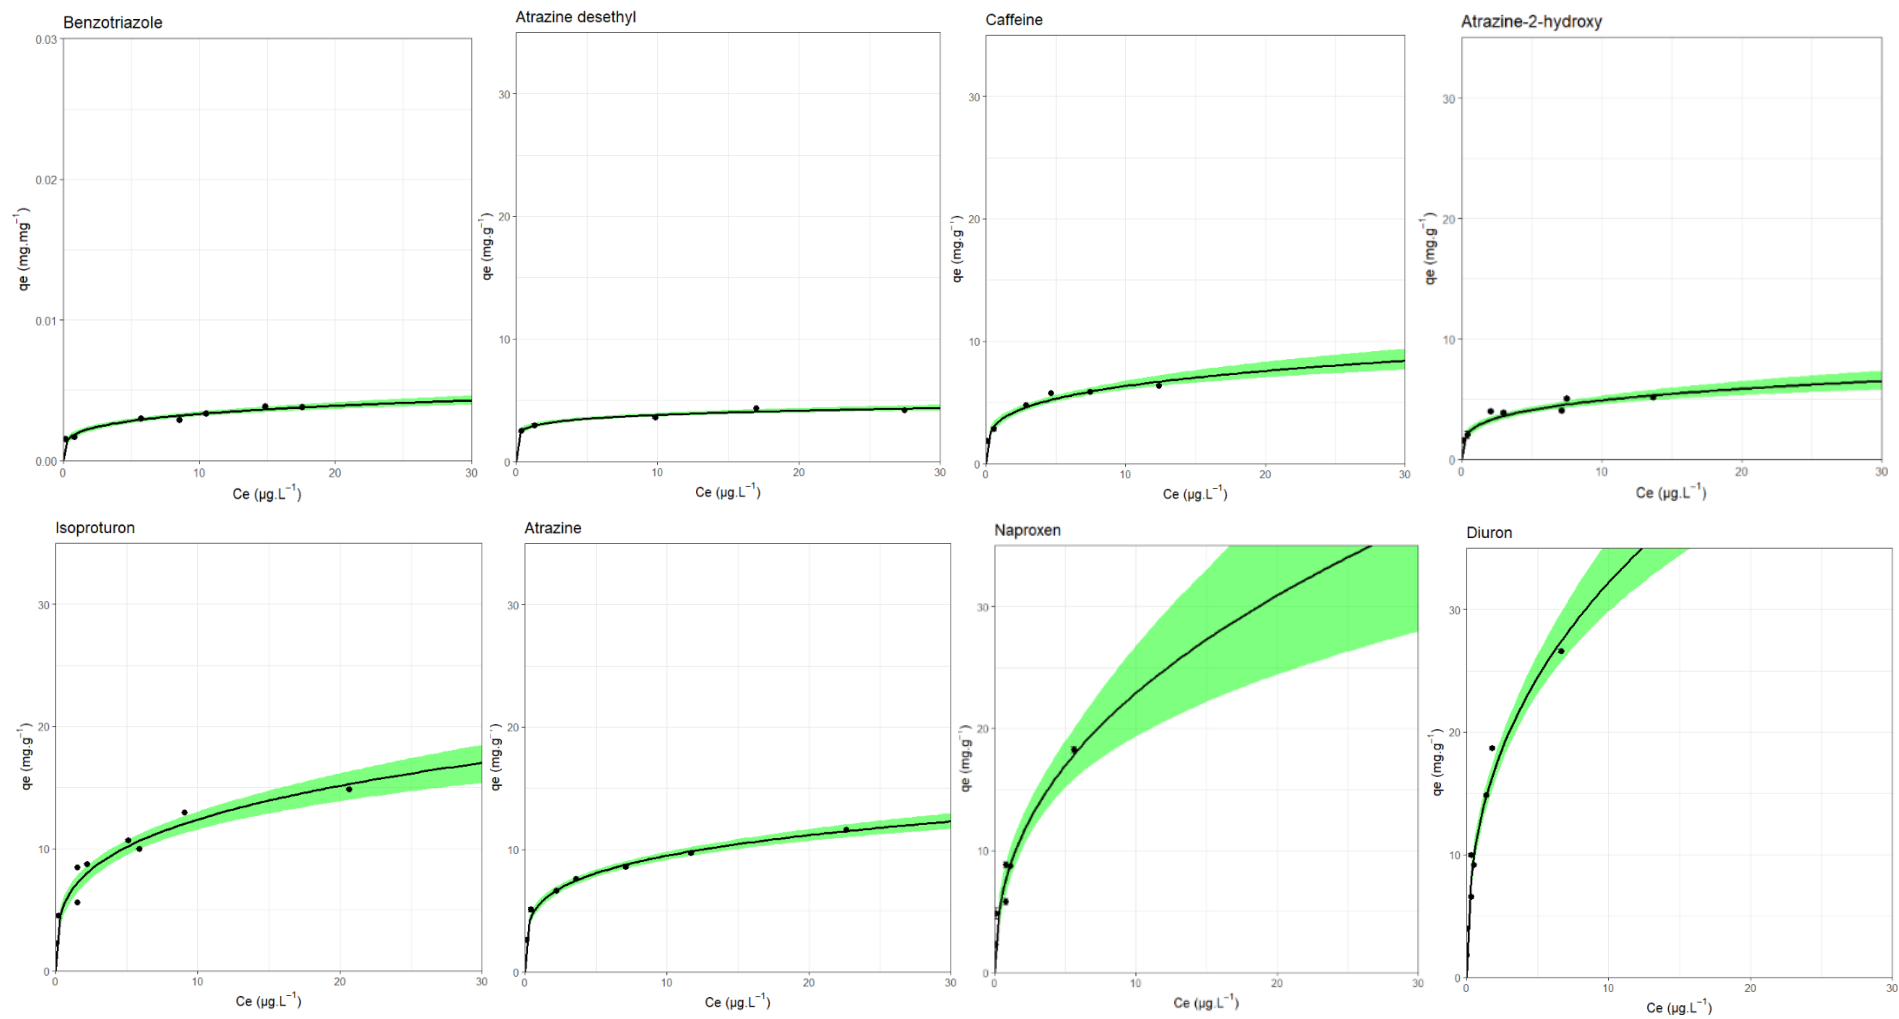 Benzotriazole
0.03
0.02
0.01
0.00
qe (mg.mg⁻¹)
0 10 20 30
Ce (µg.L⁻¹)
Atrazine desethyl
30
20
10
0
qe (mg.g⁻¹)
0 10 20 30
Ce (µg.L⁻¹)
Caffeine
30
20
10
0
qe (mg.g⁻¹)
0 10 20 30
Ce (µg.L⁻¹)
Atrazine-2-hydroxy
30
20
10
0
qe (mg.g⁻¹)
0 10 20 30
Ce (µg.L⁻¹)
Isoproturon
30
20
10
0
qe (mg.g⁻¹)
0 10 20 30
Ce (µg.L⁻¹)
Atrazine
30
20
10
0
qe (mg.g⁻¹)
0 10 20 30
Ce (µg.L⁻¹)
Naproxen
30
20
10
0
qe (mg.g⁻¹)
0 10 20 30
Ce (µg.L⁻¹)
Diuron
30
20
10
0
qe (mg.g⁻¹)
0 10 20 30
Ce (µg.L⁻¹)